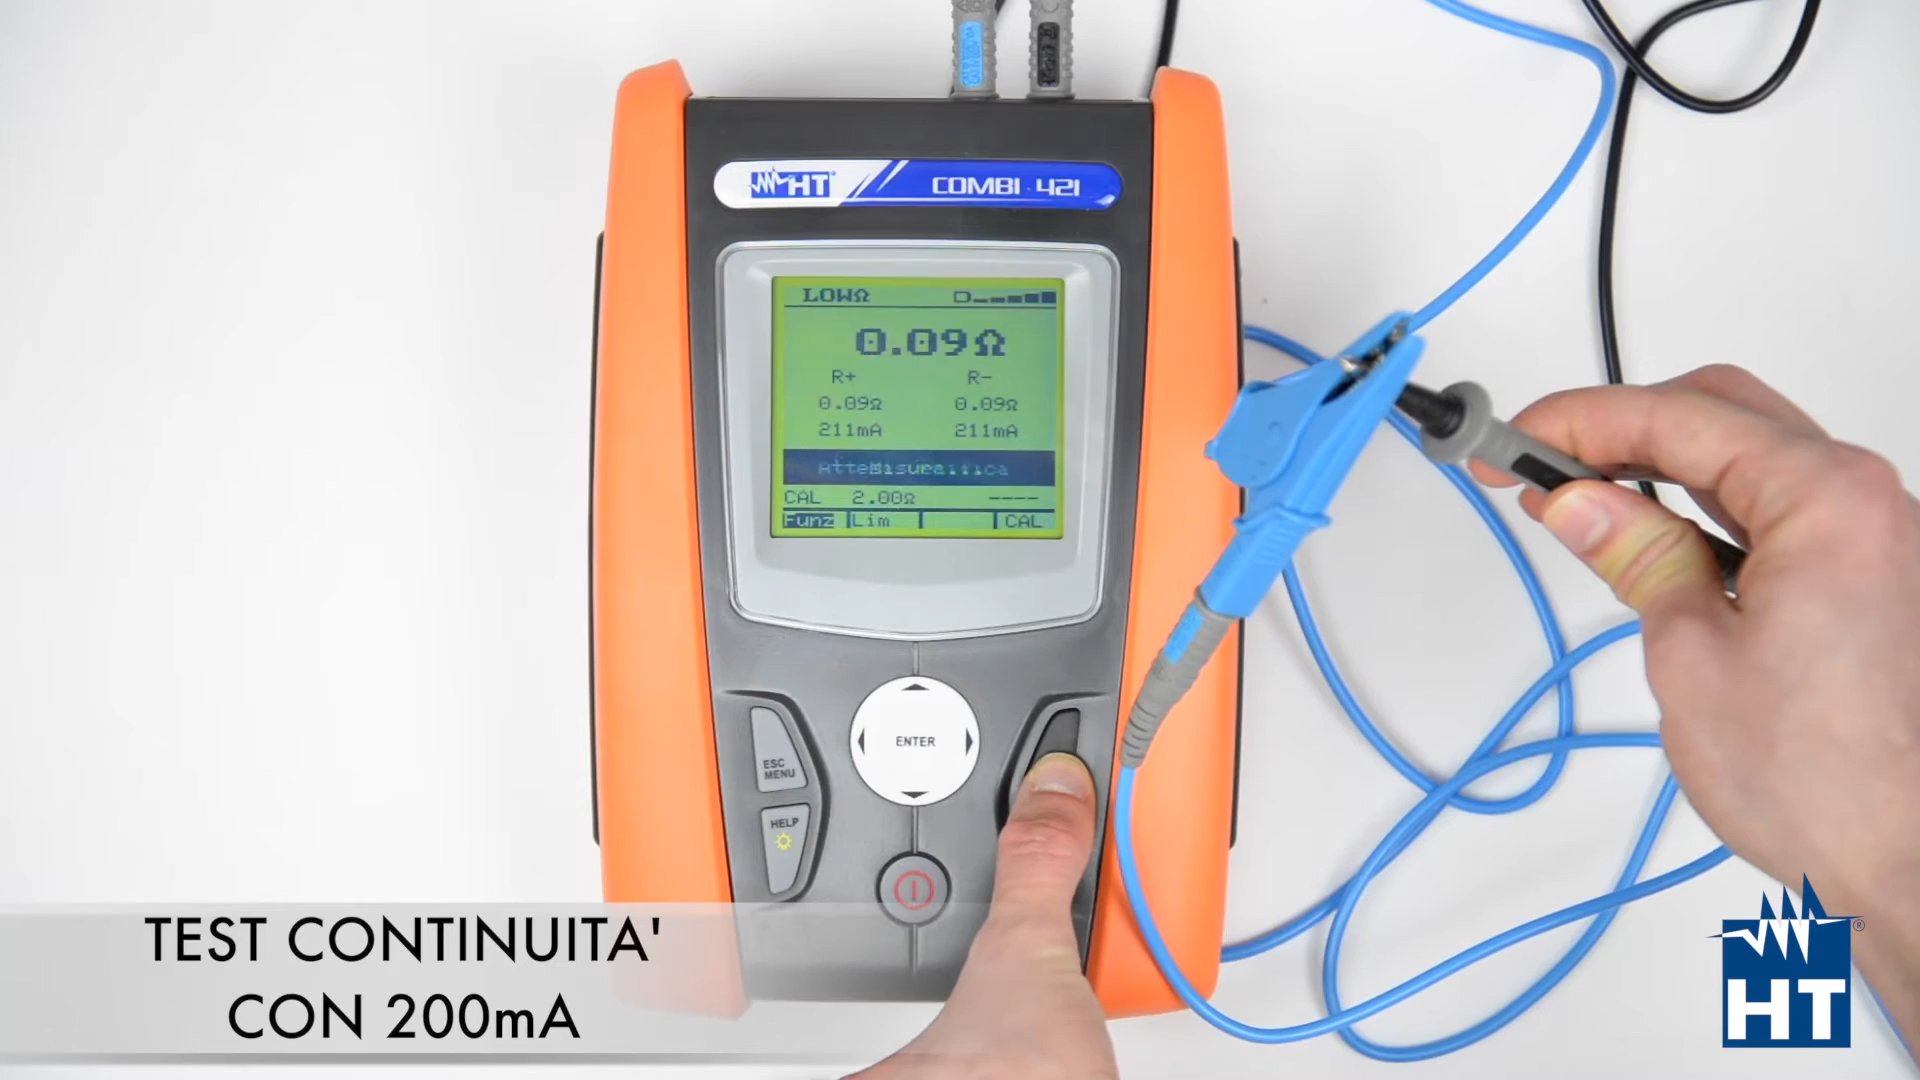 HT
COMBI 421
LOWΩ
0.09Ω
R+ R-
0.09Ω 0.09Ω
211mA 211mA
CAL 2.00Ω ----
Funz Lim CAL
ENTER
ESC
MENU
HELP
TEST CONTINUITA'
CON 200mA
HT®